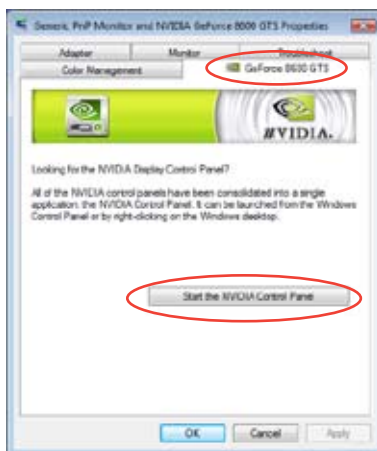 Generic PnP Monitor and NVIDIA GeForce 8600 GTS Properties
Adapter Monitor Troubleshoot
Color Management GeForce 8600 GTS
NVIDIA.
Looking for the NVIDIA Display Control Panel?
All of the NVIDIA control panels have been consolidated into a single
application: the NVIDIA Control Panel. It can be launched from the Windows
Control Panel or by right-clicking on the Windows desktop.
Start the NVIDIA Control Panel
OK Cancel Apply